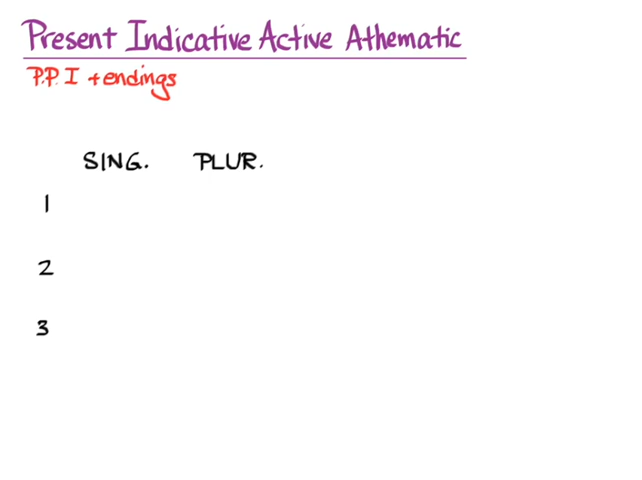 Present Indicative Active Athematic
P.P. I + endings
SING. PLUR.
1
2
3